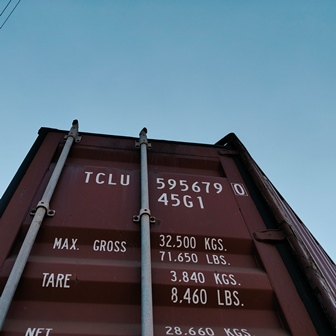 TCLU 595679 0
45G1
MAX. GROSS 32.500 KGS.
71.650 LBS.
TARE 3.840 KGS.
8.460 LBS.
NET 28.660 KGS